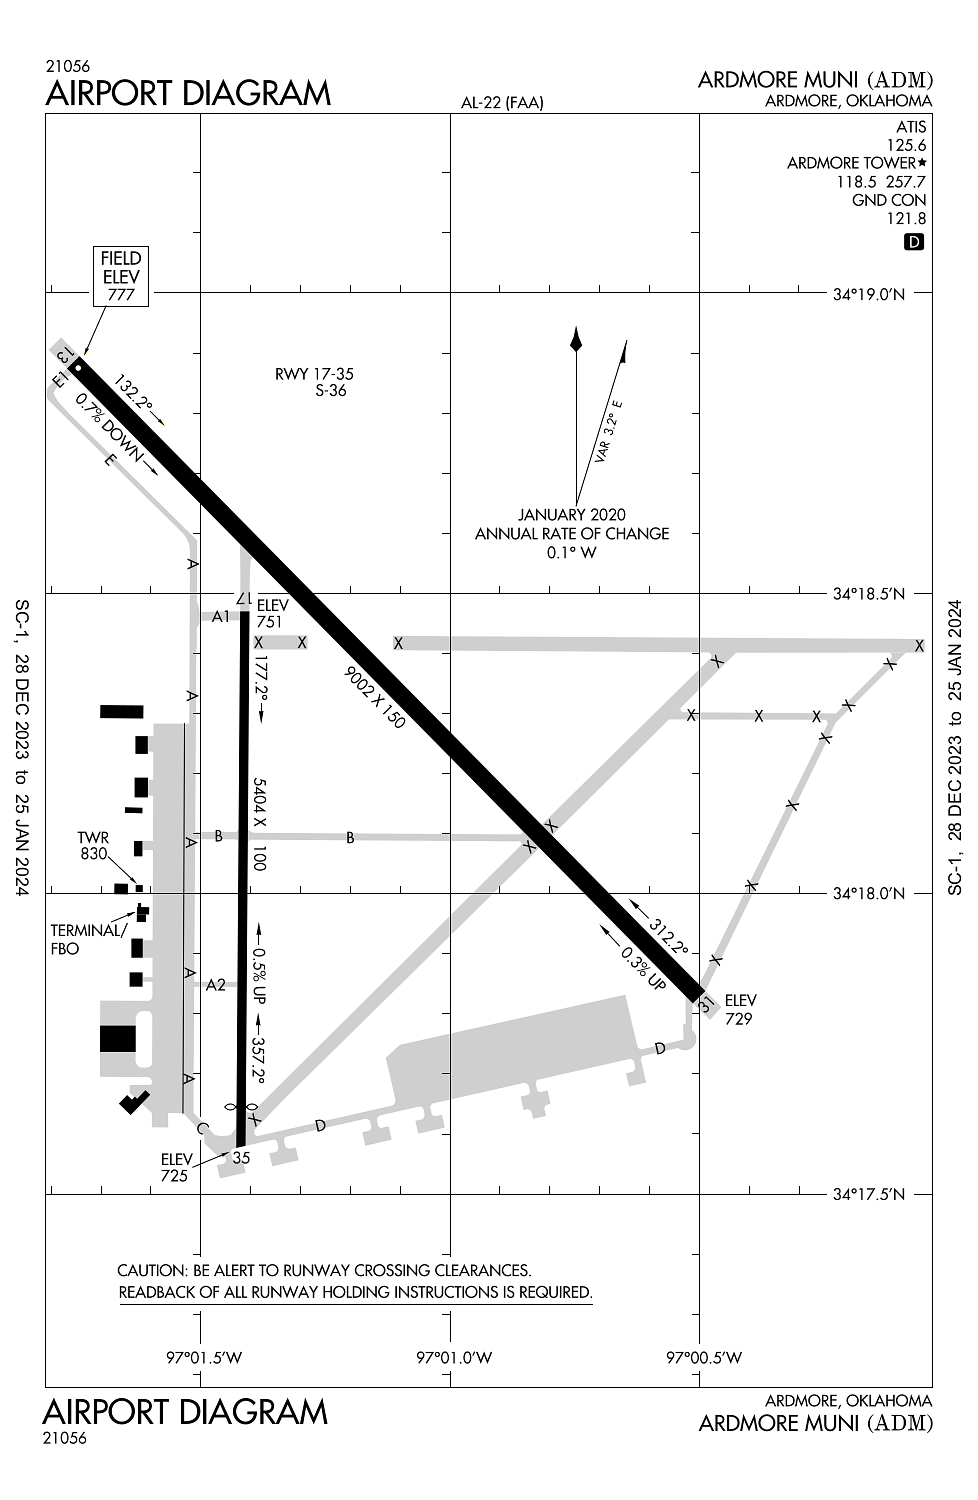 21056
AIRPORT DIAGRAM
AL-22 (FAA)
ARDMORE MUNI (ADM)
ARDMORE, OKLAHOMA
ATIS
125.6
ARDMORE TOWER★
118.5 257.7
GND CON
121.8
D
FIELD
ELEV
777
34°19.0'N
13
E1
132.2°
0.7% DOWN
E
RWY 17-35
S-36
VAR 3.2° E
JANUARY 2020
ANNUAL RATE OF CHANGE
0.1° W
A
34°18.5'N
17
ELEV
751
A1
X
X
X
X
X
X
177.2°
A
9002 X 150
X
X
X
X
X
5404 X 100
X
X
X
TWR
830
A
B
B
X
X
34°18.0'N
TERMINAL/
FBO
312.2°
0.3% UP
0.5% UP
A
A2
31
ELEV
729
357.2°
D
A
X
C
D
ELEV
725
35
34°17.5'N
CAUTION: BE ALERT TO RUNWAY CROSSING CLEARANCES.
READBACK OF ALL RUNWAY HOLDING INSTRUCTIONS IS REQUIRED.
97°01.5'W
97°01.0'W
97°00.5'W
SC-1, 28 DEC 2023 to 25 JAN 2024
SC-1, 28 DEC 2023 to 25 JAN 2024
AIRPORT DIAGRAM
21056
ARDMORE, OKLAHOMA
ARDMORE MUNI (ADM)